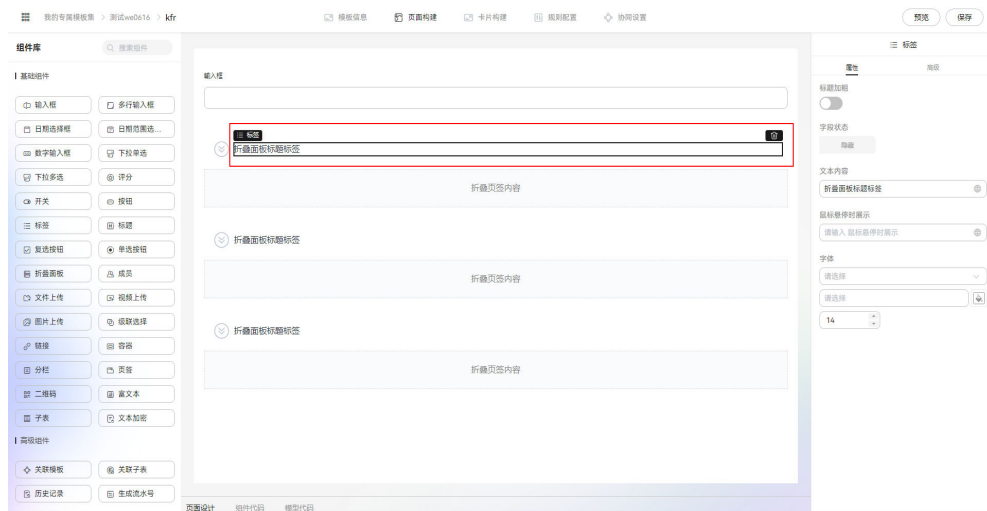 我的专属模板集 > 测试we0616 > kfr
模板信息 页面构建 卡片构建 规则配置 协同设置
预览 保存
组件库 搜索组件
基础组件
输入框 多行输入框
日期选择框 日期范围选...
数字输入框 下拉单选
下拉多选 评分
开关 按钮
标签 标题
复选按钮 单选按钮
折叠面板 成员
文件上传 视频上传
图片上传 级联选择
链接 容器
分栏 页签
二维码 富文本
子表 文本加密
高级组件
关联模板 关联子表
历史记录 生成流水号
输入框
标签
折叠面板标题标签
折叠页签内容
折叠面板标题标签
折叠页签内容
折叠面板标题标签
折叠页签内容
页面设计 组件代码 模型代码
标签
属性 高级
标题加粗
字段状态
隐藏
文本内容
折叠面板标题标签
鼠标悬停时展示
请输入 鼠标悬停时展示
字体
请选择
请选择
14